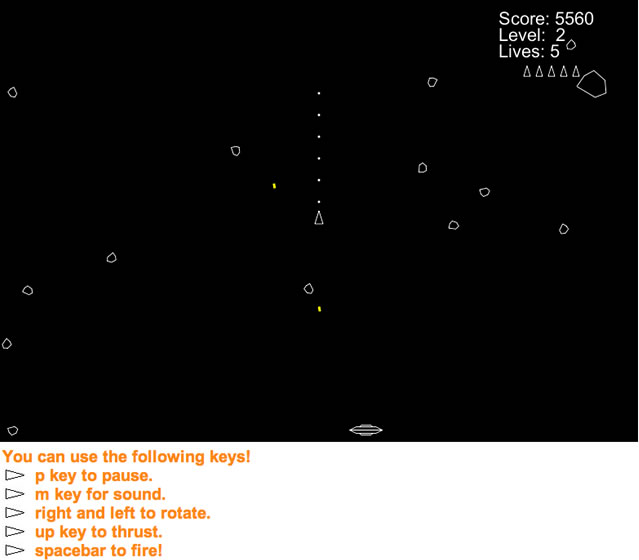 Score: 5560
Level: 2
Lives: 5
You can use the following keys!
p key to pause.
m key for sound.
right and left to rotate.
up key to thrust.
spacebar to fire!